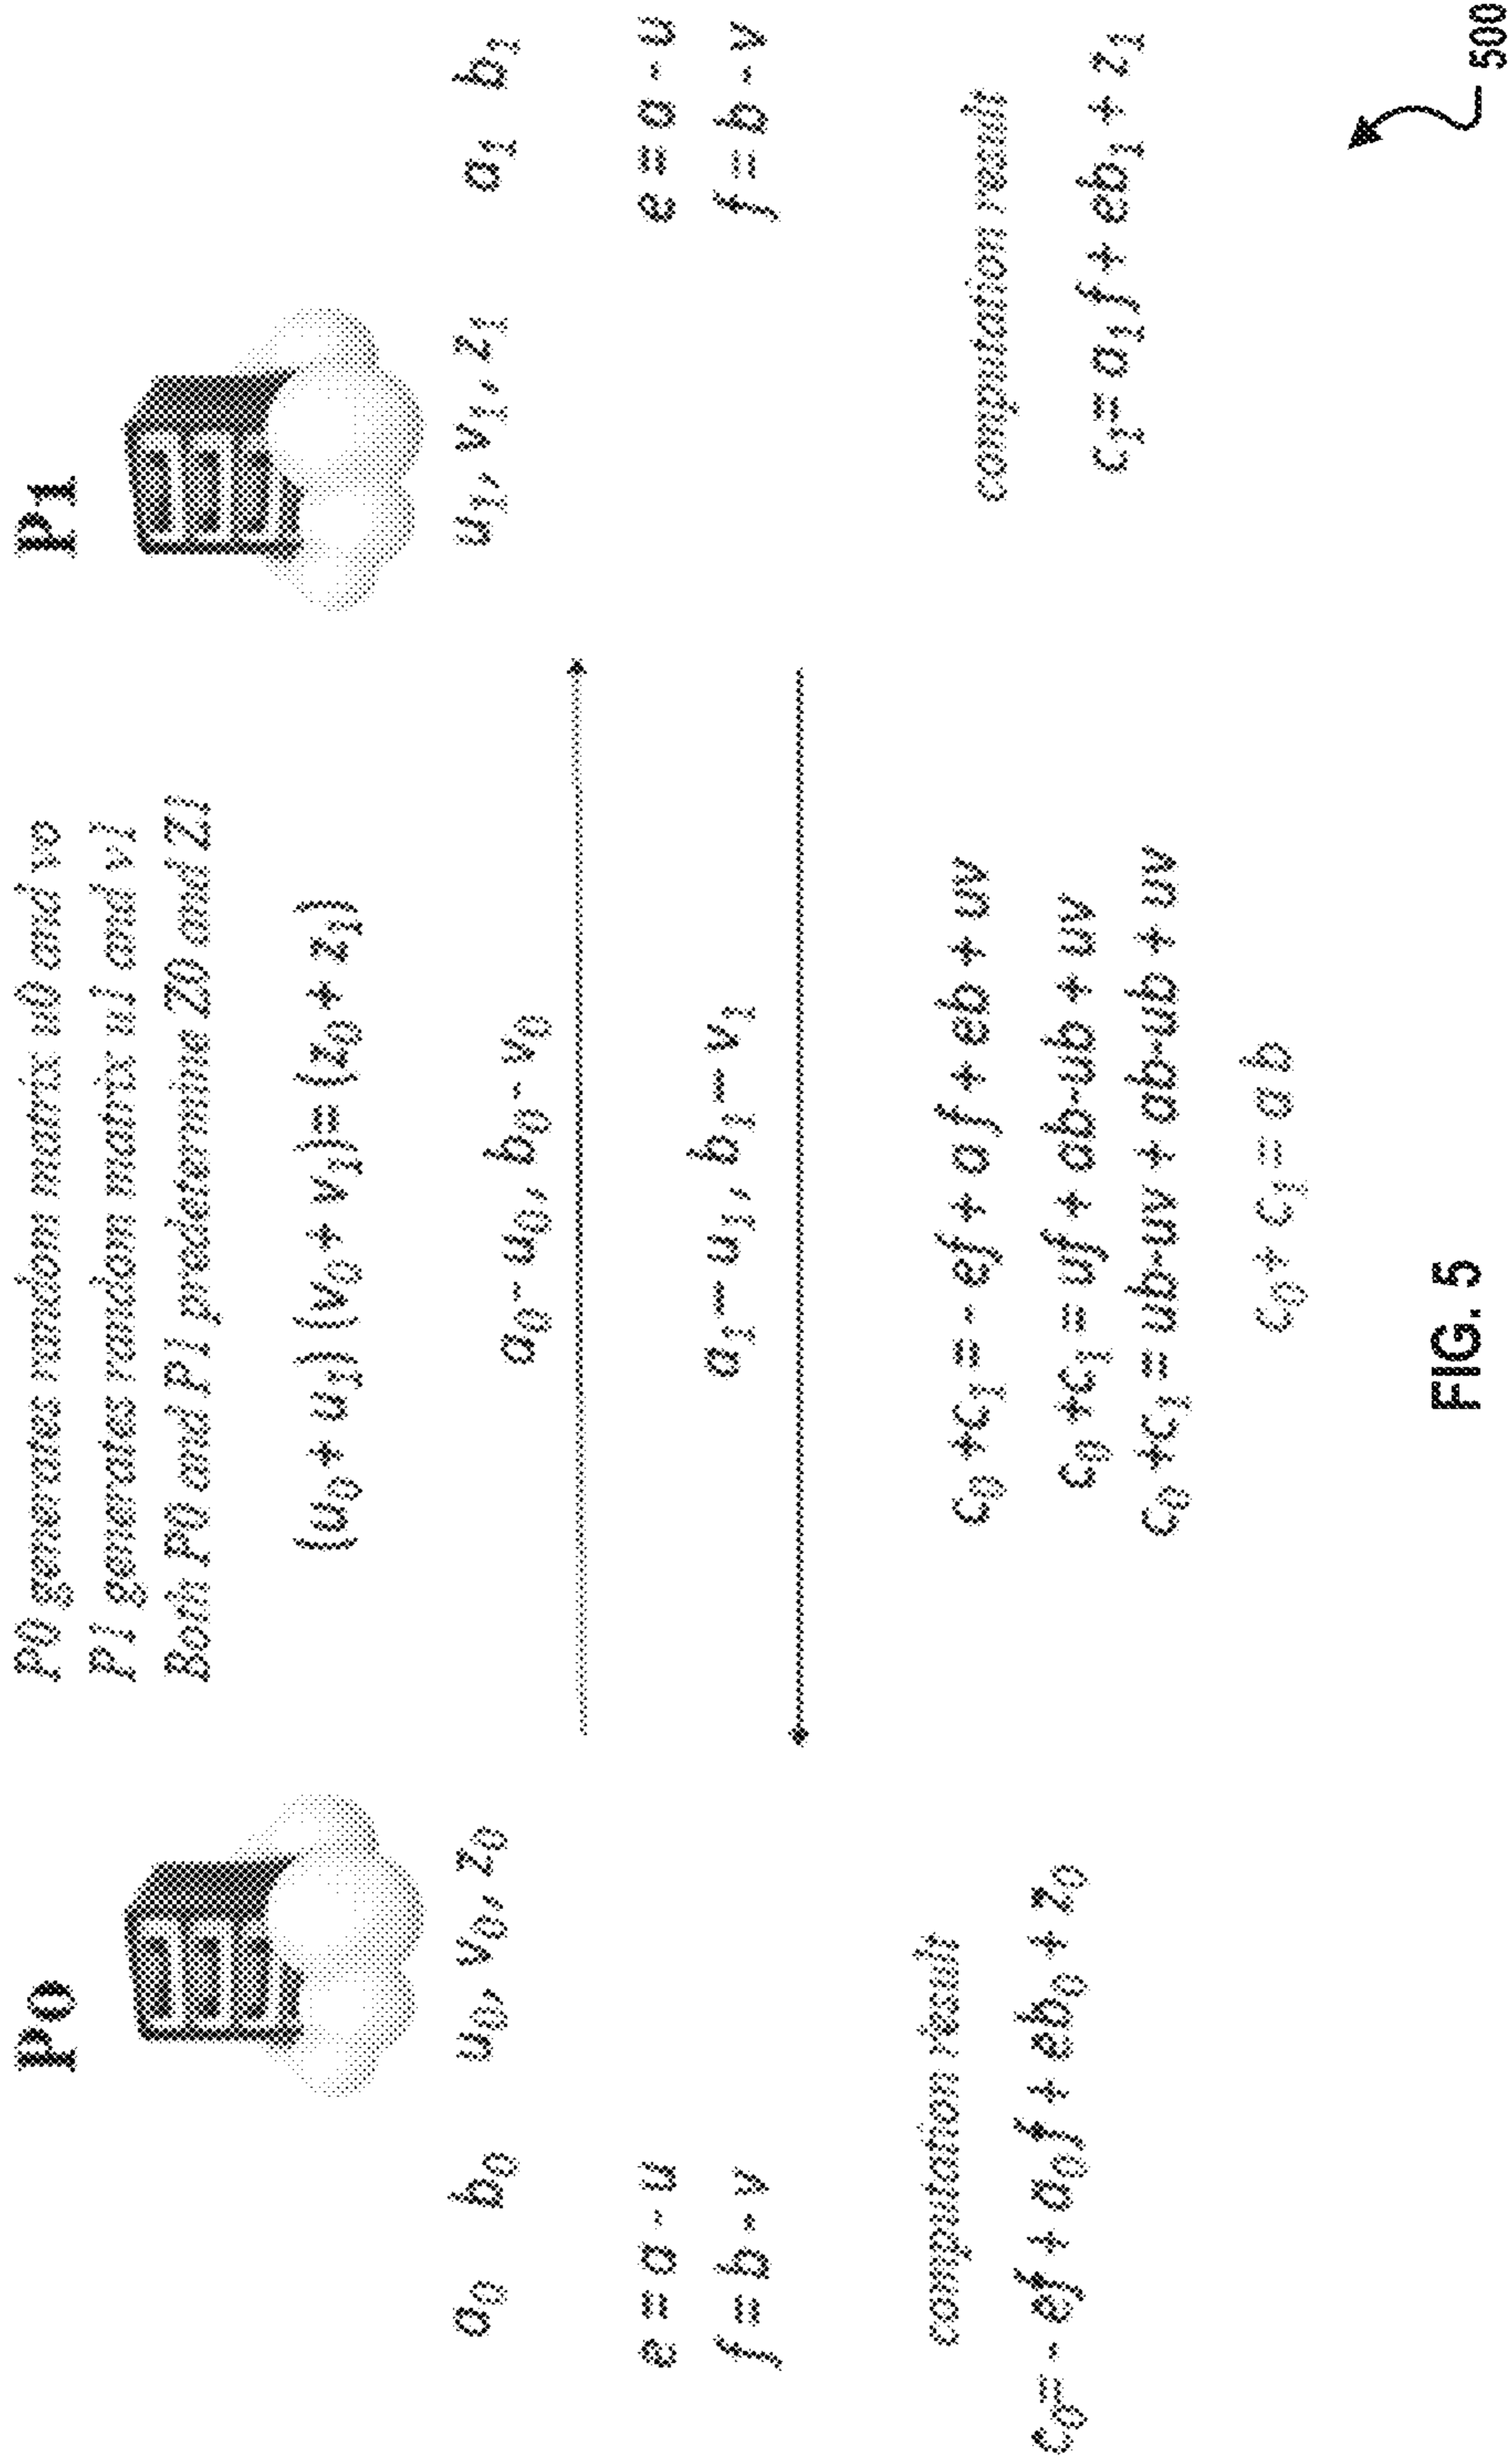 P0
a₀ b₀
u₀, v₀, z₀
e = a - u
f = b - v
computation result
c₀ = - ef + a₀f + eb₀ + z₀
P0 generates random matrix u0 and vo
P1 generates random matrix u1 and v1
Both P0 and P1 predetermine Z0 and Z1
(u₀ + u₁) (v₀ + v₁) = (z₀ + z₁)
a₀ - u₀, b₀ - v₀
a₁ - u₁, b₁ - v₁
c₀ + c₁ = - ef + af + eb + uv
c₀ + c₁ = uf + ab-ub + uv
c₀ + c₁ = ub-uv + ab-ub + uv
c₀ + c₁ = a b
P1
u₁, v₁, z₁
a₁ b₁
e = a - u
f = b - v
computation result
c₁ = a₁f + eb₁ + z₁
500
FIG. 5